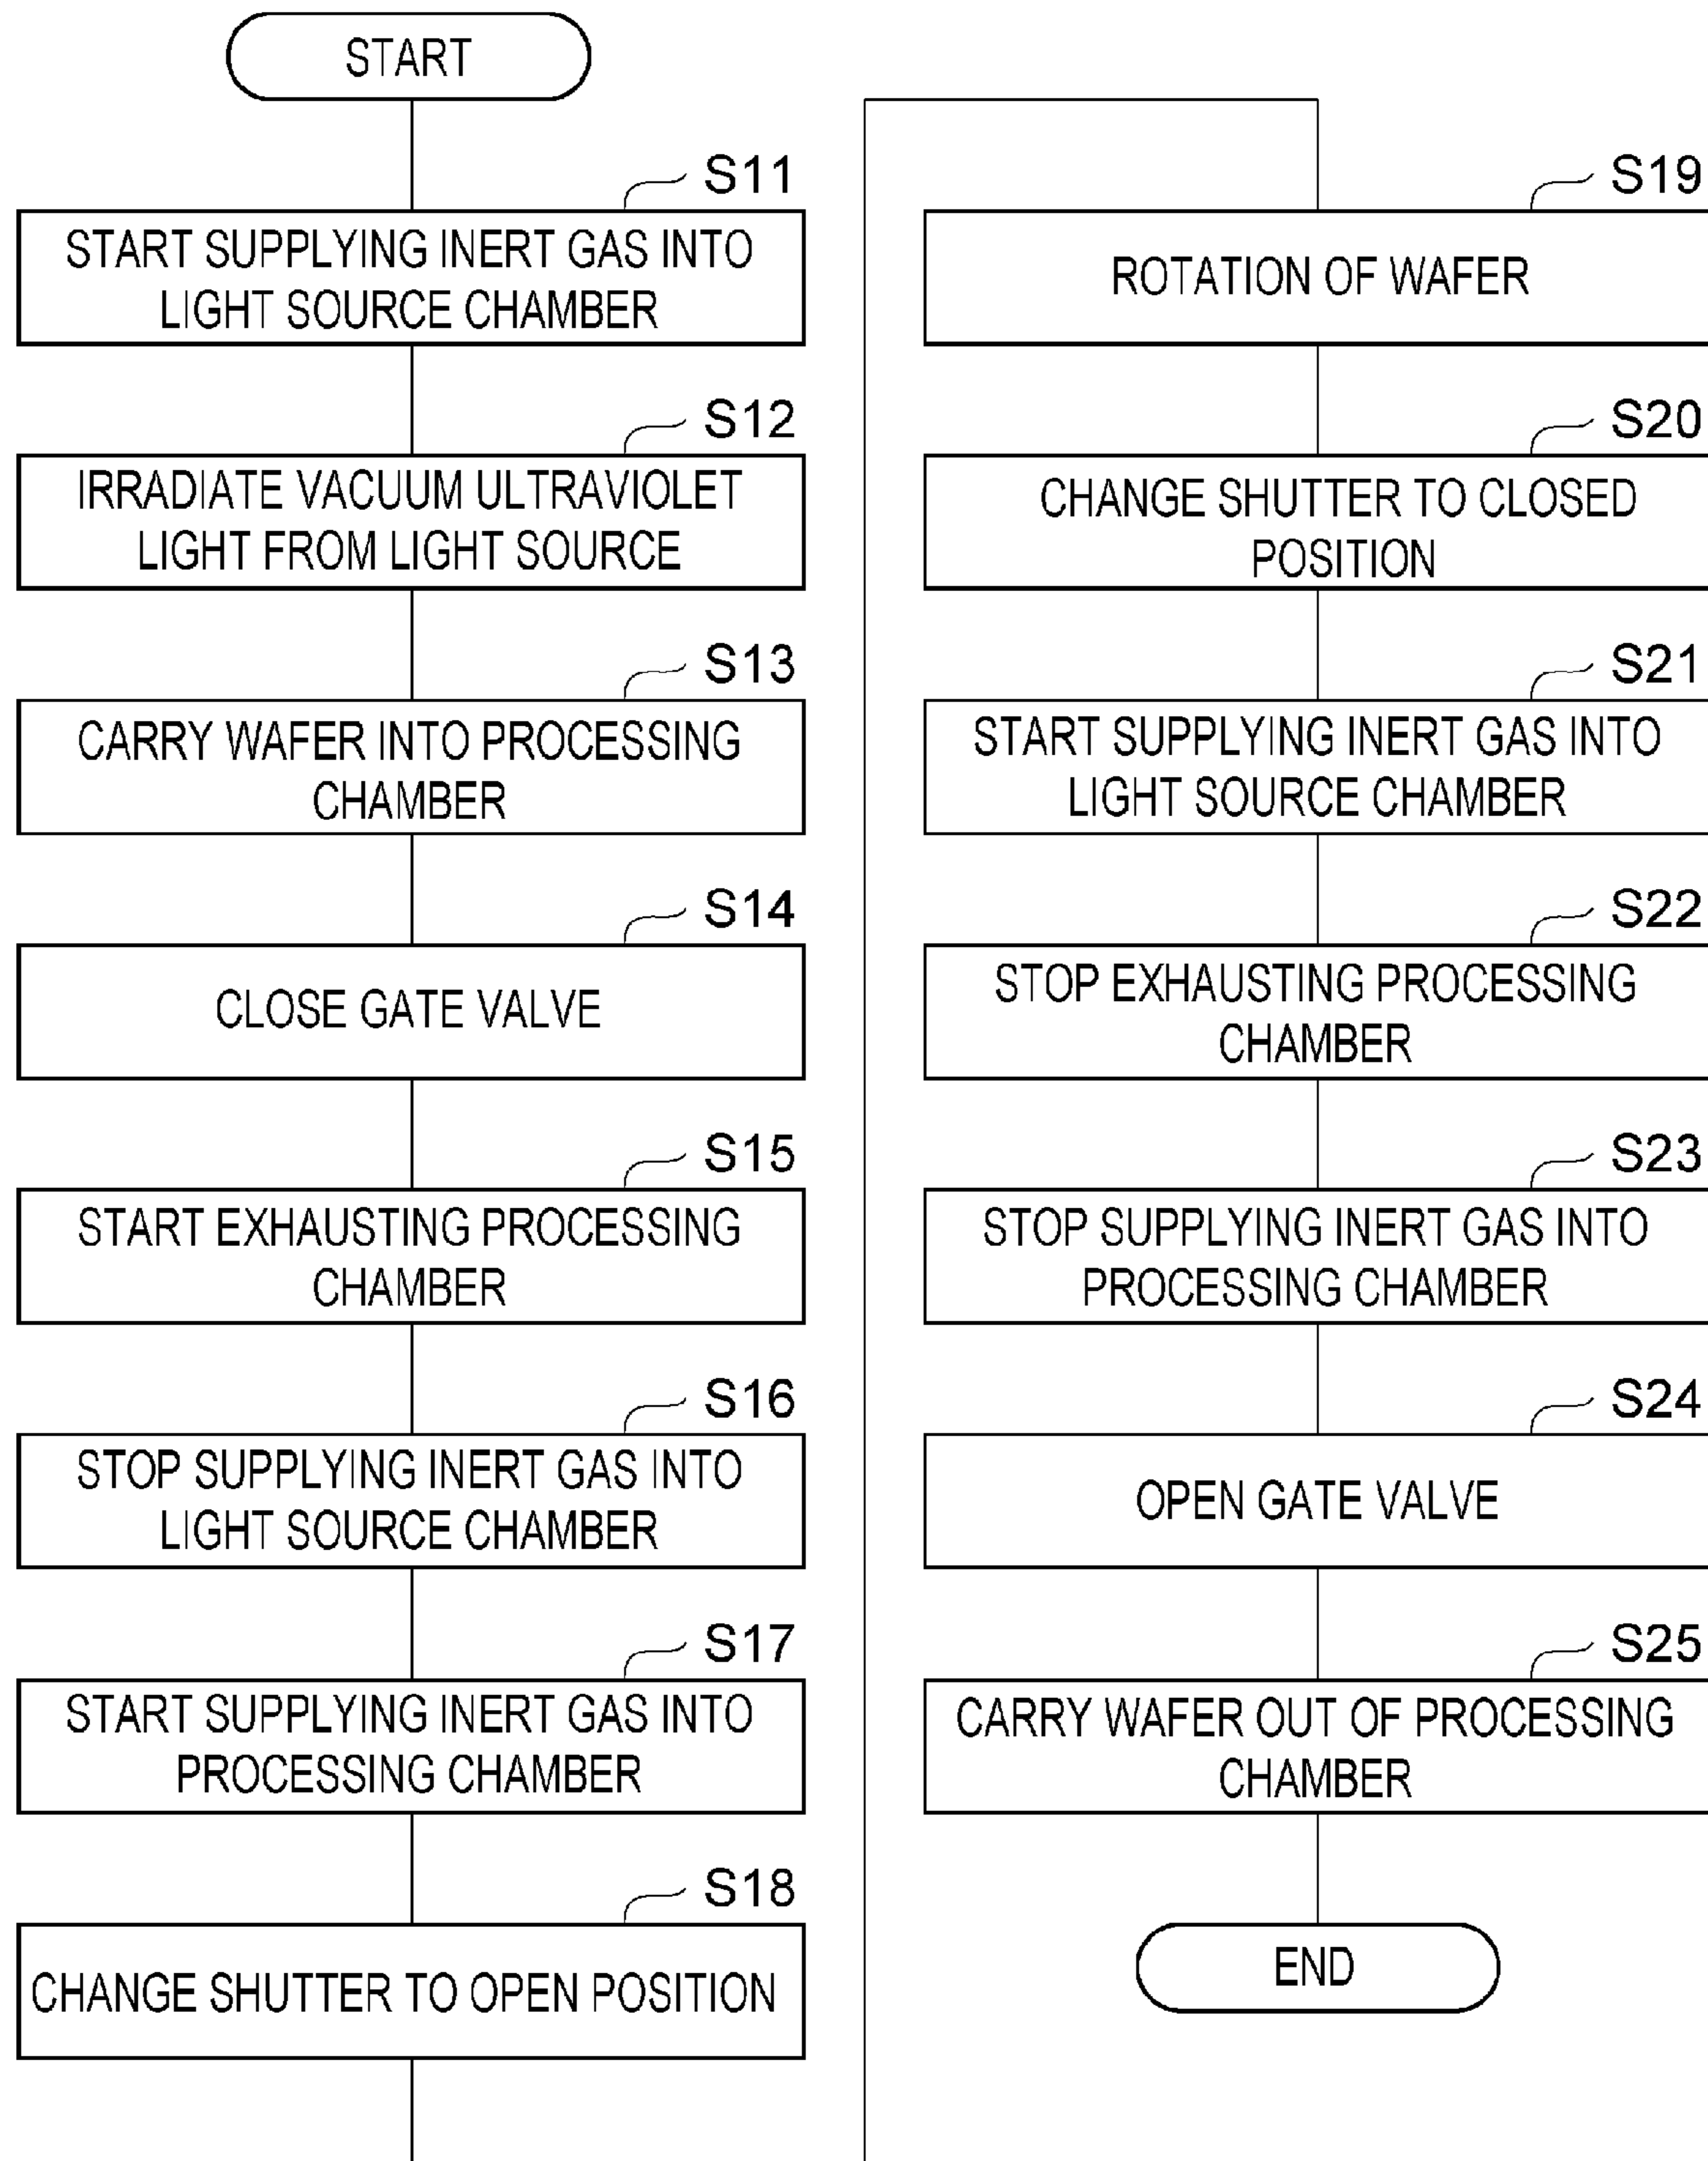 START
S11
START SUPPLYING INERT GAS INTO
LIGHT SOURCE CHAMBER
S12
IRRADIATE VACUUM ULTRAVIOLET
LIGHT FROM LIGHT SOURCE
S13
CARRY WAFER INTO PROCESSING
CHAMBER
S14
CLOSE GATE VALVE
S15
START EXHAUSTING PROCESSING
CHAMBER
S16
STOP SUPPLYING INERT GAS INTO
LIGHT SOURCE CHAMBER
S17
START SUPPLYING INERT GAS INTO
PROCESSING CHAMBER
S18
CHANGE SHUTTER TO OPEN POSITION
S19
ROTATION OF WAFER
S20
CHANGE SHUTTER TO CLOSED
POSITION
S21
START SUPPLYING INERT GAS INTO
LIGHT SOURCE CHAMBER
S22
STOP EXHAUSTING PROCESSING
CHAMBER
S23
STOP SUPPLYING INERT GAS INTO
PROCESSING CHAMBER
S24
OPEN GATE VALVE
S25
CARRY WAFER OUT OF PROCESSING
CHAMBER
END